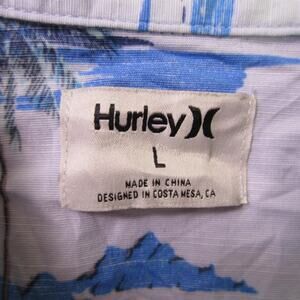 Hurley
L
MADE IN CHINA
DESIGNED IN COSTA MESA, CA